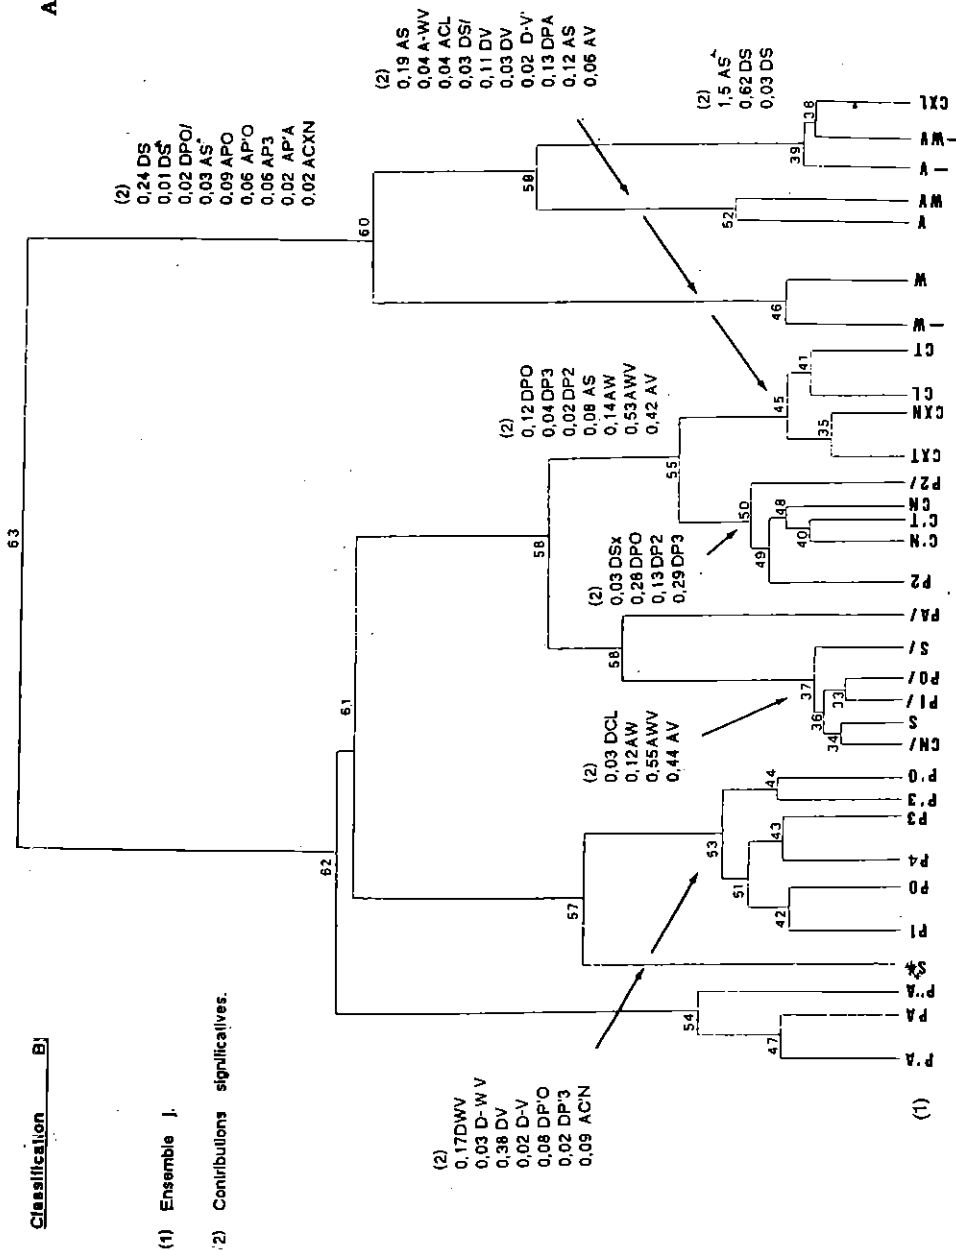 A
Classification B
(1) Ensemble J.
(2) Contributions significatives.
(2)
0,24 DS
0,01 DS*
0,02 DPO/
0,03 AS*
0,09 APO
0,06 AP'O
0,06 AP3
0,02 AP'A
0,02 ACXN
(2)
0,19 AS
0,04 A-WV
0,04 ACL
0,03 DS/
0,11 DV
0,03 DV
0,02 D-V'
0,13 DPA
0,12 AS
0,06 AV
(2)
1,5 AS*
0,62 DS
0,03 DS
(2)
0,12 DPO
0,04 DP3
0,02 DP2
0,08 AS
0,14 AW
0,53 AWV
0,42 AV
(2)
0,03 DSx
0,28 DPO
0,13 DP2
0,29 DP3
(2)
0,03 DCL
0,12 AW
0,55 AWV
0,44 AV
(2)
0,17 DWV
0,03 D-WV
0,38 DV
0,02 D-V
0,08 DP'O
0,02 DP'3
0,09 AC'N
63
62
61
60
59
58
57
58
55
54
53
52
51
50
49
48
47
46
45
44
43
42
41
40
39
38
37
36
35
34
33
(1)
P'A
PA
P''A
S*
P1
P0
P4
P3
P'3
P'0
CN/
S
P1/
P0/
S/
PA/
P2
C'N
C'T
CN
P2/
CXT
CXN
CL
CT
-W
W
V
WV
-V
-WV
CXL